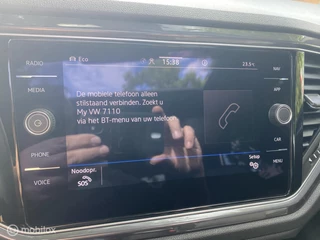 RADIO
Eco
15:38
23.5°C
NAV
MEDIA
APP
De mobiele telefoon alleen
stilstaand verbinden. Zoekt u
My VW 7110
via het BT-menu van uw telefoon.
CAR
PHONE
Noodopr.
SOS
Setup
MENU
VOICE
mobilox